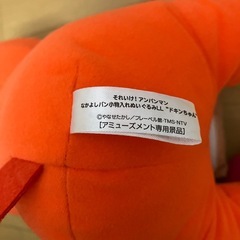 それいけ！アンパンマン
なかよしパン小物入れぬいぐるみLL “ドキンちゃん”
©やなせたかし／フレーベル館・TMS・NTV
［アミューズメント専用景品］